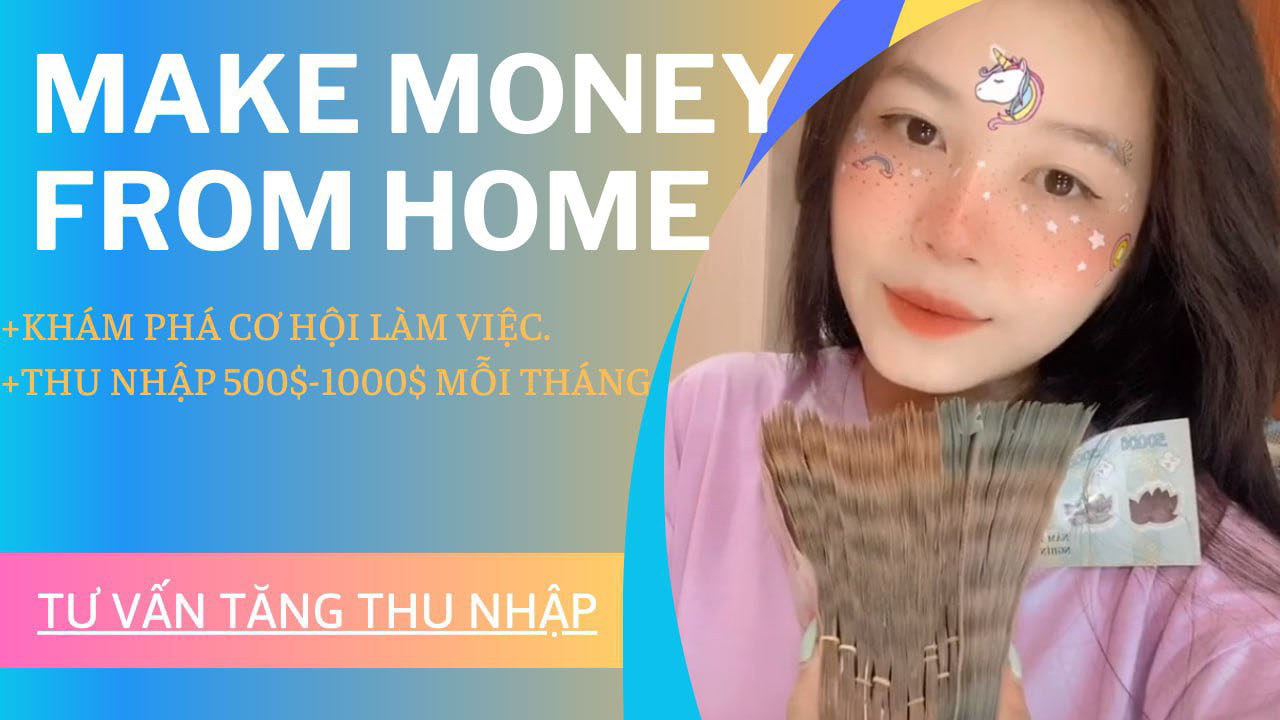 MAKE MONEY
FROM HOME
+KHÁM PHÁ CƠ HỘI LÀM VIỆC.
+THU NHẬP 500$-1000$ MỖI THÁNG
TƯ VẤN TĂNG THU NHẬP